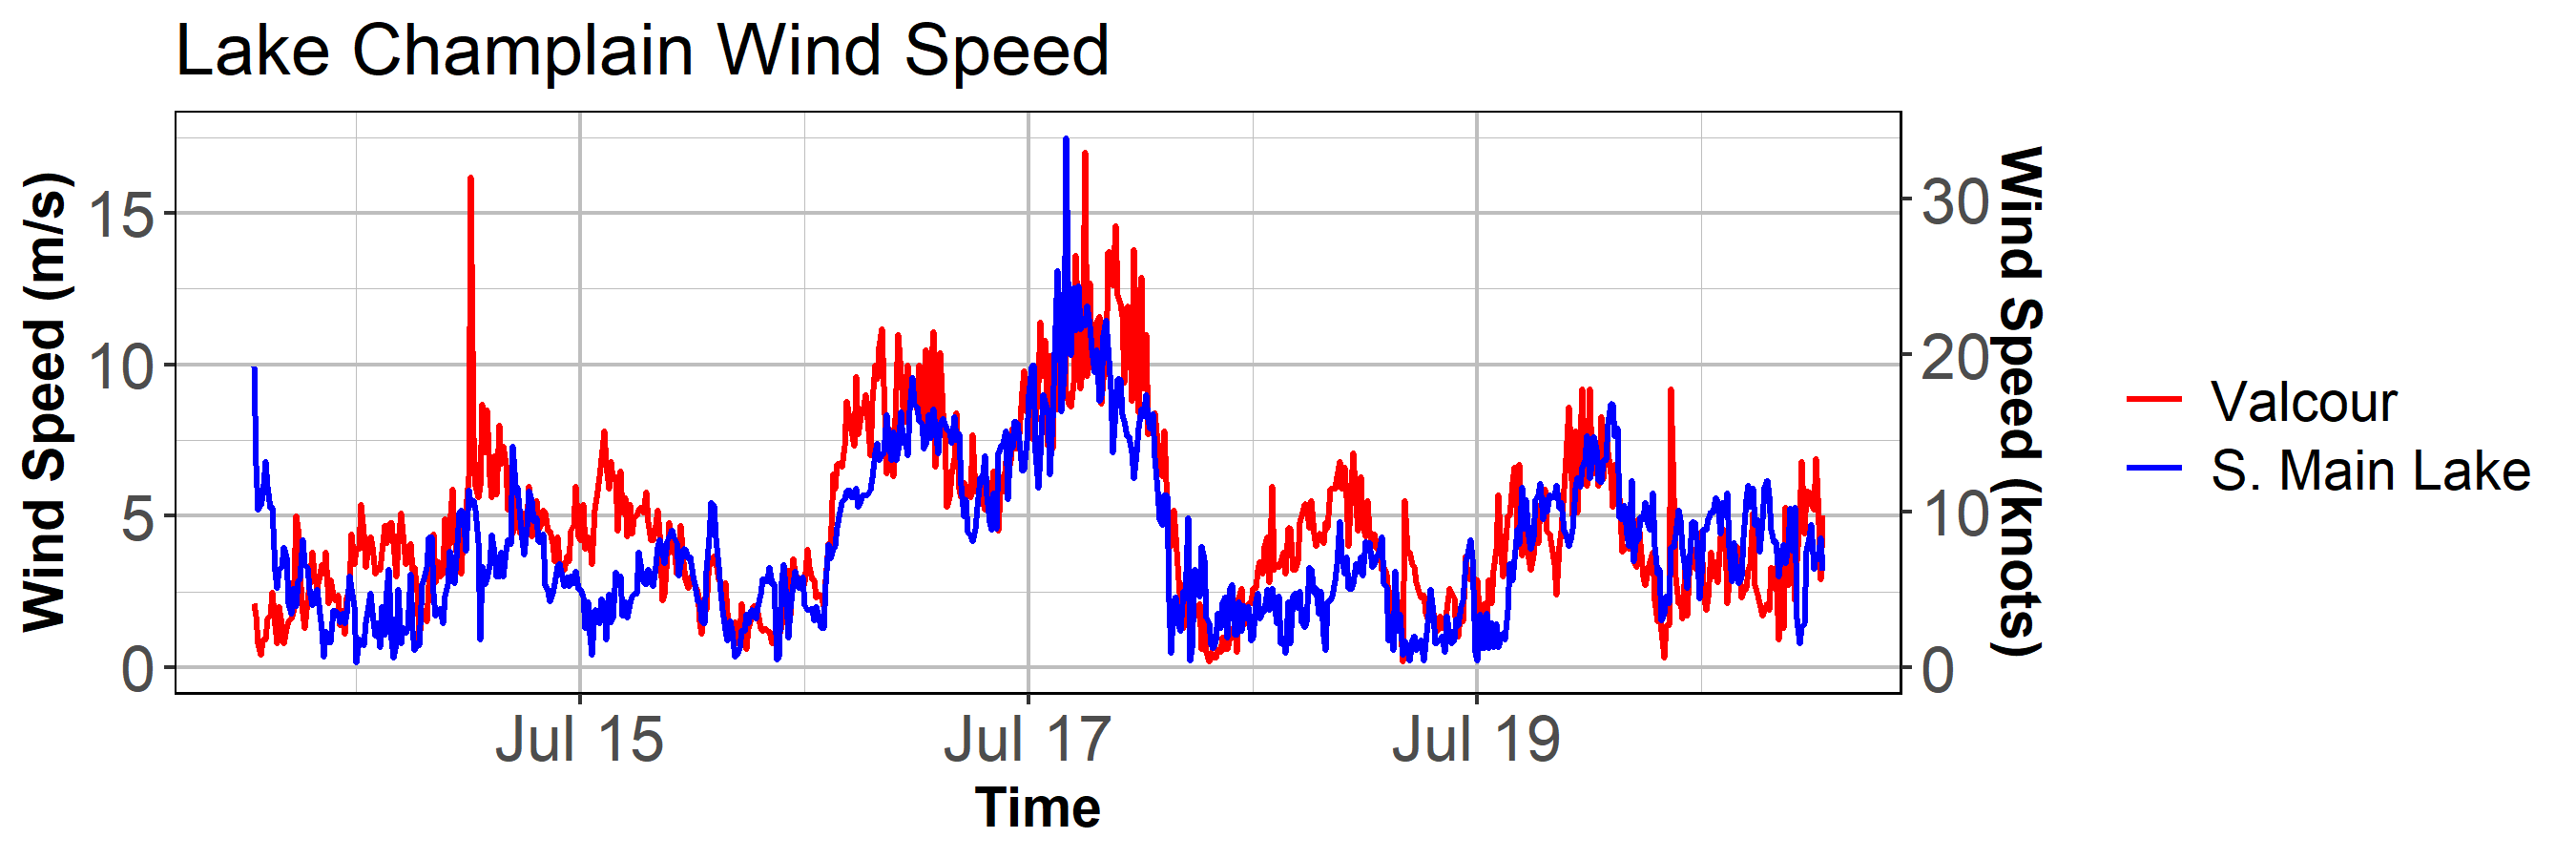 Lake Champlain Wind Speed
Wind Speed (m/s)
15
10
5
0
30
20
10
0
Wind Speed (knots)
Jul 15
Jul 17
Jul 19
Time
Valcour
S. Main Lake